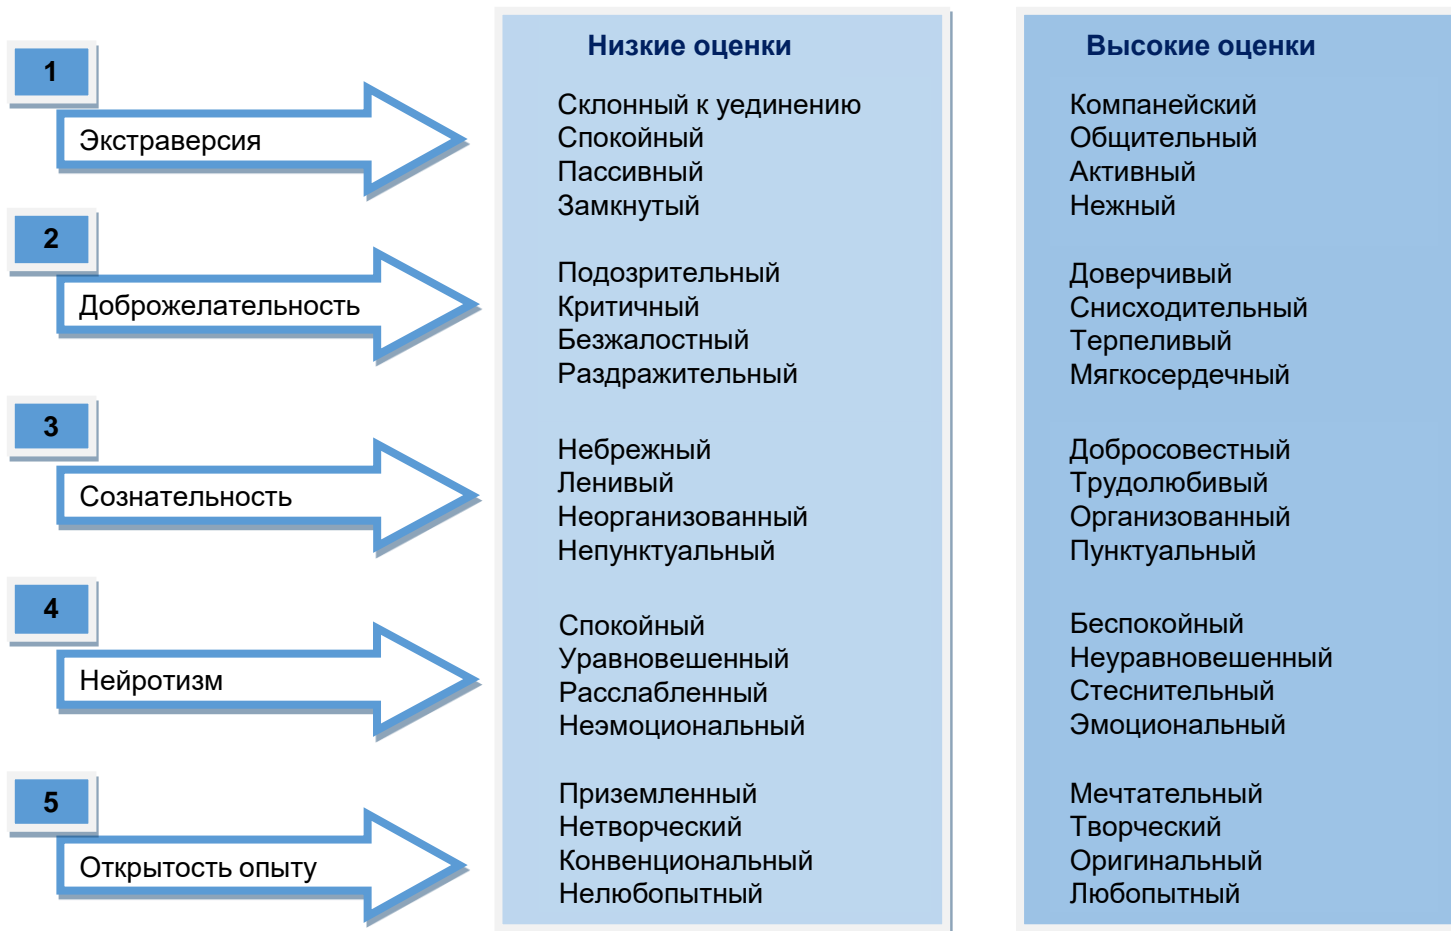 Низкие оценки
Высокие оценки
1
Экстраверсия
Склонный к уединению
Спокойный
Пассивный
Замкнутый
Компанейский
Общительный
Активный
Нежный
2
Доброжелательность
Подозрительный
Критичный
Безжалостный
Раздражительный
Доверчивый
Снисходительный
Терпеливый
Мягкосердечный
3
Сознательность
Небрежный
Ленивый
Неорганизованный
Непунктуальный
Добросовестный
Трудолюбивый
Организованный
Пунктуальный
4
Нейротизм
Спокойный
Уравновешенный
Расслабленный
Неэмоциональный
Беспокойный
Неуравновешенный
Стеснительный
Эмоциональный
5
Открытость опыту
Приземленный
Нетворческий
Конвенциональный
Нелюбопытный
Мечтательный
Творческий
Оригинальный
Любопытный